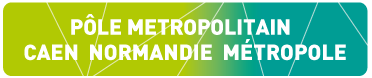 PÔLE METROPOLITAIN
CAEN NORMANDIE MÉTROPOLE